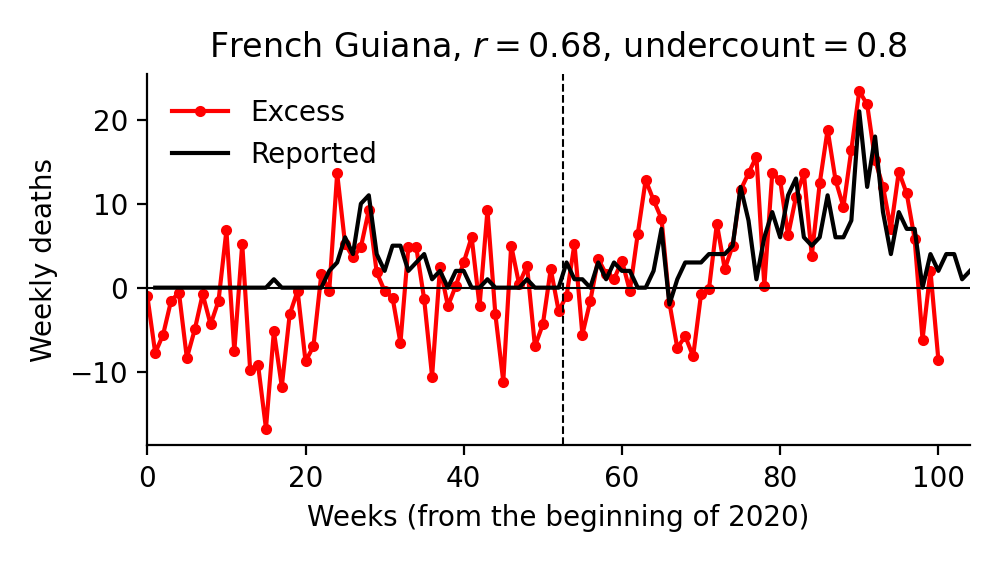 French Guiana, r = 0.68, undercount = 0.8
Excess
Reported
20
10
0
−10
Weekly deaths
0 20 40 60 80 100
Weeks (from the beginning of 2020)